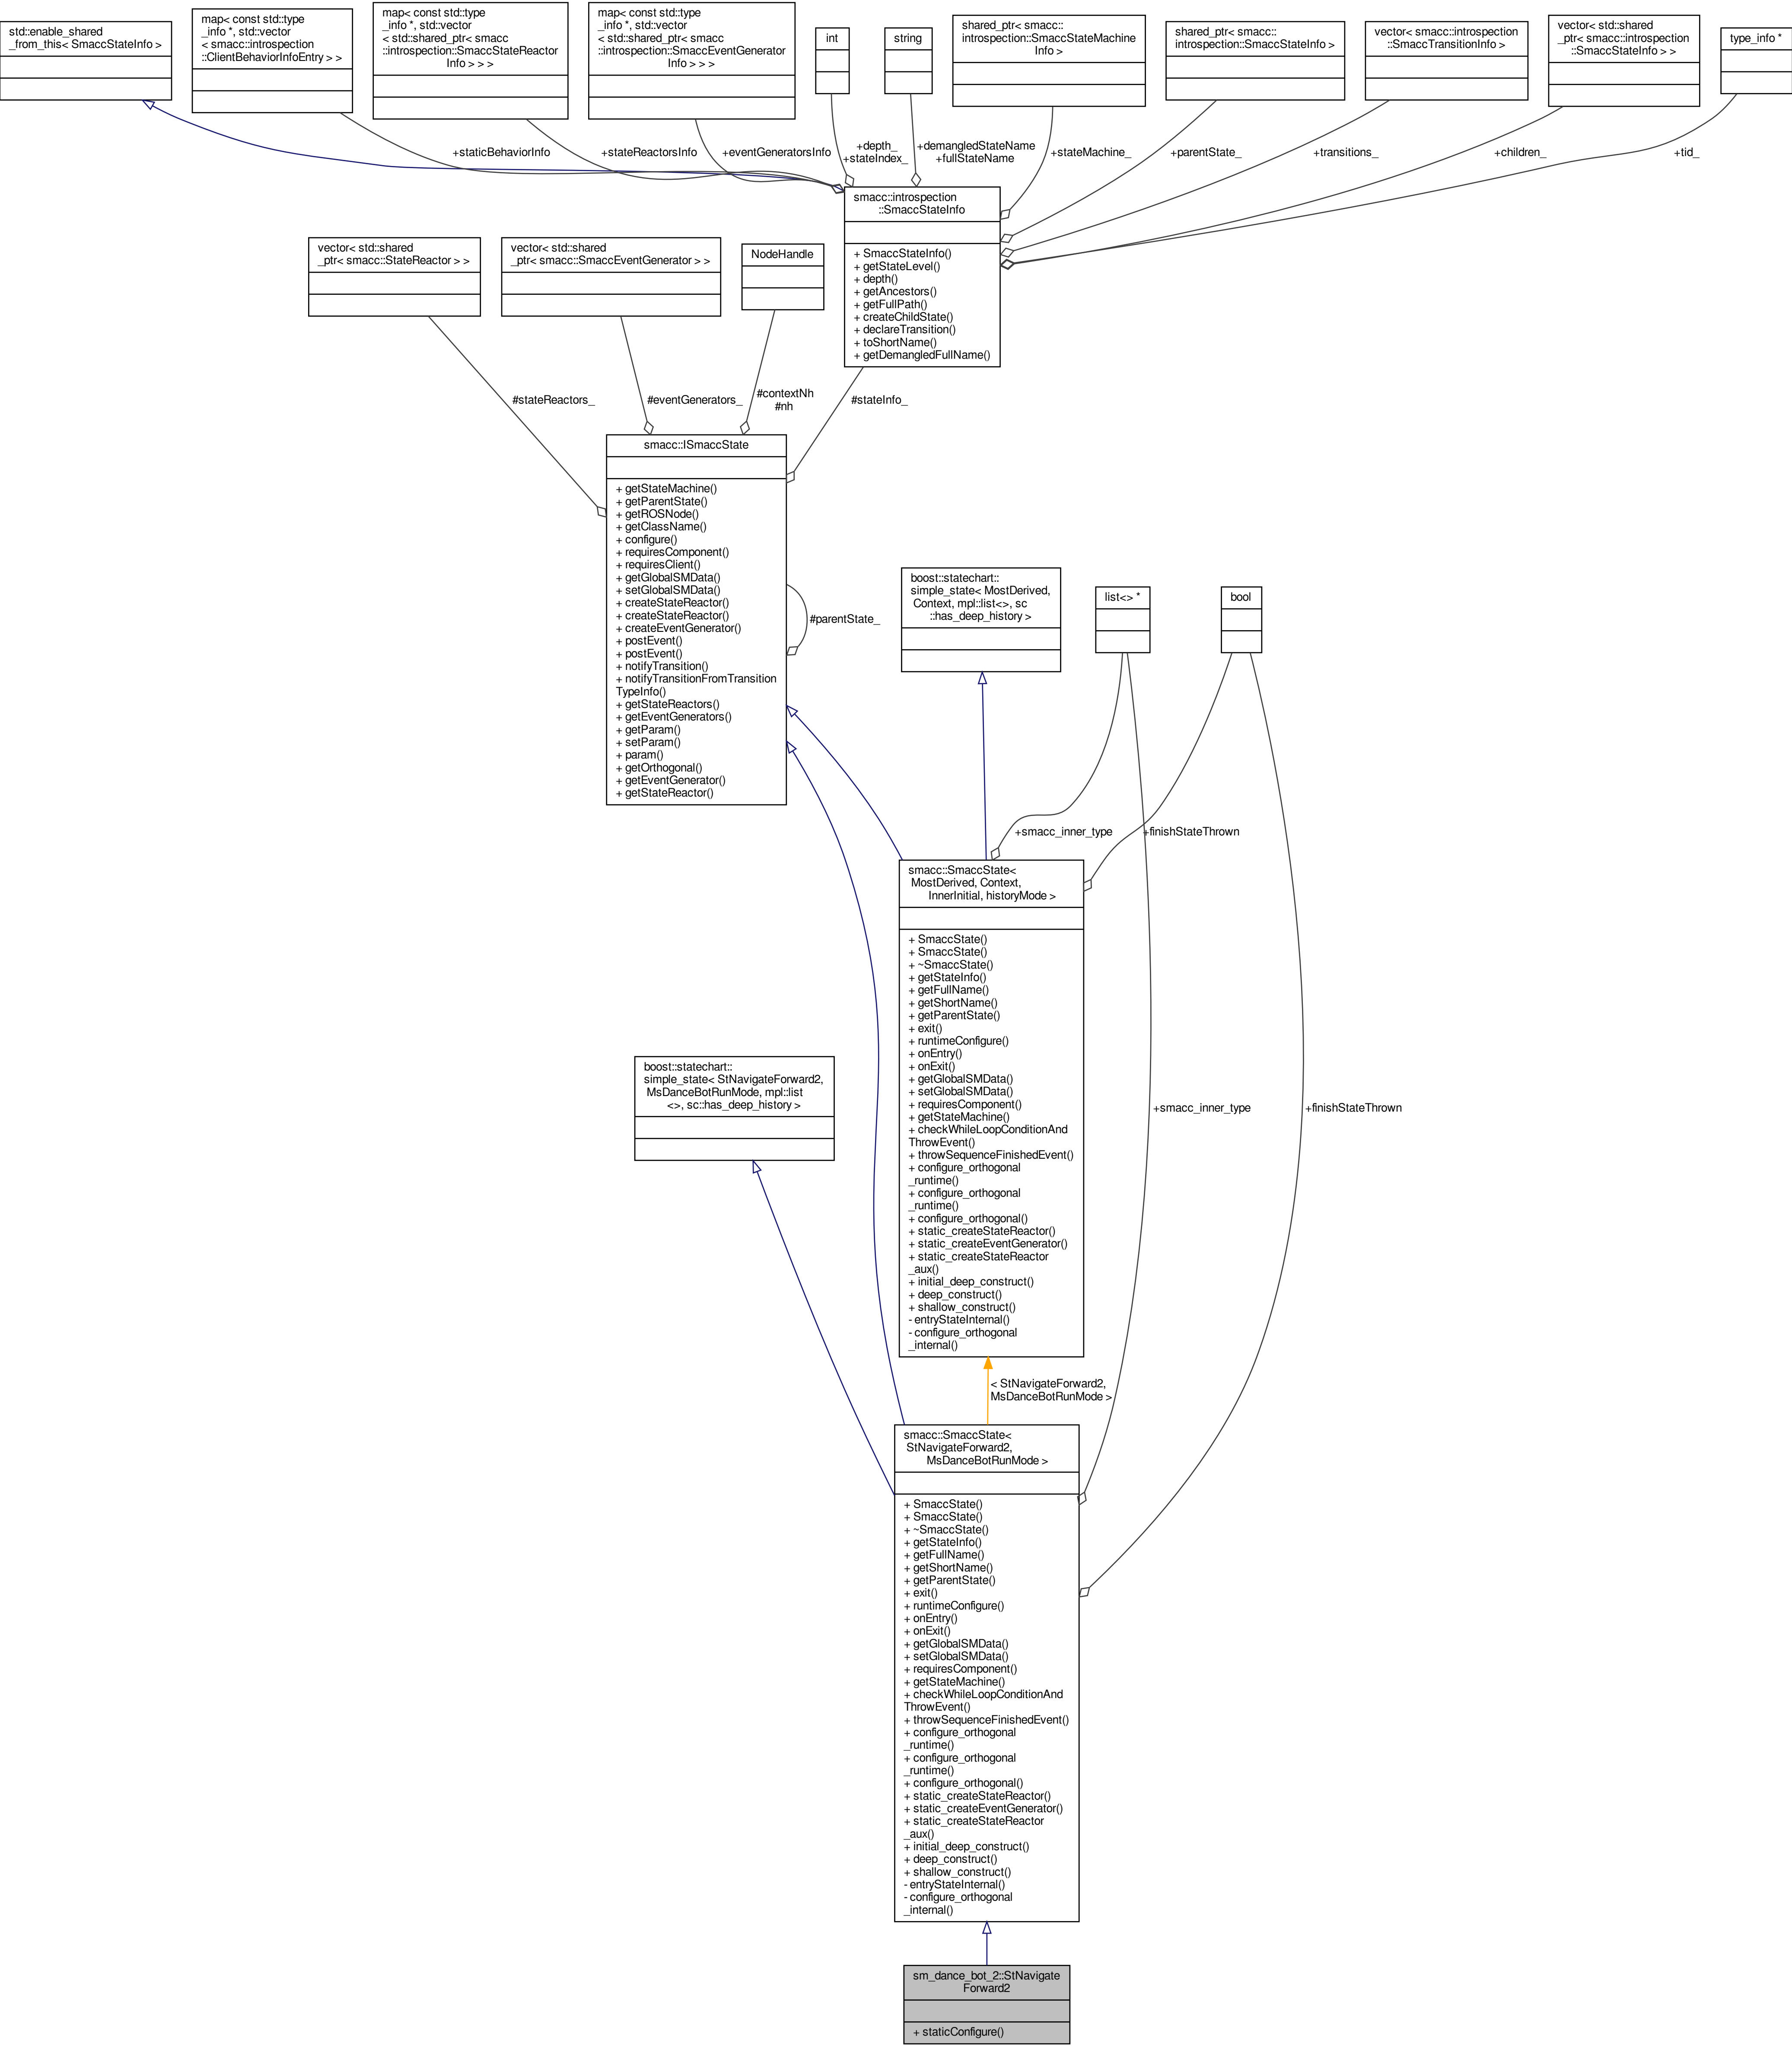 std::enable_shared
_from_this< SmaccStateInfo >
map< const std::type
_info *, std::vector
< smacc::introspection
::ClientBehaviorInfoEntry > >
map< const std::type
_info *, std::vector
< std::shared_ptr< smacc
::introspection::SmaccStateReactor
Info > > >
map< const std::type
_info *, std::vector
< std::shared_ptr< smacc
::introspection::SmaccEventGenerator
Info > > >
int
string
shared_ptr< smacc::
introspection::SmaccStateMachine
Info >
shared_ptr< smacc::
introspection::SmaccStateInfo >
vector< smacc::introspection
::SmaccTransitionInfo >
vector< std::shared
_ptr< smacc::introspection
::SmaccStateInfo > >
type_info *
+staticBehaviorInfo
+stateReactorsInfo
+eventGeneratorsInfo
+depth_
+stateIndex_
+demangledStateName
+fullStateName
+stateMachine_
+parentState_
+transitions_
+children_
+tid_
smacc::introspection
::SmaccStateInfo
+ SmaccStateInfo()
+ getStateLevel()
+ depth()
+ getAncestors()
+ getFullPath()
+ createChildState()
+ declareTransition()
+ toShortName()
+ getDemangledFullName()
vector< std::shared
_ptr< smacc::StateReactor > >
vector< std::shared
_ptr< smacc::SmaccEventGenerator > >
NodeHandle
#stateReactors_
#eventGenerators_
#contextNh
#nh
#stateInfo_
smacc::ISmaccState
+ getStateMachine()
+ getParentState()
+ getROSNode()
+ getClassName()
+ configure()
+ requiresComponent()
+ requiresClient()
+ getGlobalSMData()
+ setGlobalSMData()
+ createStateReactor()
+ createStateReactor()
+ createEventGenerator()
+ postEvent()
+ postEvent()
+ notifyTransition()
+ notifyTransitionFromTransition
TypeInfo()
+ getStateReactors()
+ getEventGenerators()
+ getParam()
+ setParam()
+ param()
+ getOrthogonal()
+ getEventGenerator()
+ getStateReactor()
#parentState_
boost::statechart::
simple_state< MostDerived,
Context, mpl::list<>, sc
::has_deep_history >
list<> *
bool
+smacc_inner_type
+finishStateThrown
smacc::SmaccState<
MostDerived, Context,
InnerInitial, historyMode >
+ SmaccState()
+ SmaccState()
+ ~SmaccState()
+ getStateInfo()
+ getFullName()
+ getShortName()
+ getParentState()
+ exit()
+ runtimeConfigure()
+ onEntry()
+ onExit()
+ getGlobalSMData()
+ setGlobalSMData()
+ requiresComponent()
+ getStateMachine()
+ checkWhileLoopConditionAnd
ThrowEvent()
+ throwSequenceFinishedEvent()
+ configure_orthogonal
_runtime()
+ configure_orthogonal
_runtime()
+ configure_orthogonal()
+ static_createStateReactor()
+ static_createEventGenerator()
+ static_createStateReactor
_aux()
+ initial_deep_construct()
+ deep_construct()
+ shallow_construct()
- entryStateInternal()
- configure_orthogonal
_internal()
boost::statechart::
simple_state< StNavigateForward2,
MsDanceBotRunMode, mpl::list
<>, sc::has_deep_history >
+smacc_inner_type
+finishStateThrown
< StNavigateForward2,
MsDanceBotRunMode >
smacc::SmaccState<
StNavigateForward2,
MsDanceBotRunMode >
+ SmaccState()
+ SmaccState()
+ ~SmaccState()
+ getStateInfo()
+ getFullName()
+ getShortName()
+ getParentState()
+ exit()
+ runtimeConfigure()
+ onEntry()
+ onExit()
+ getGlobalSMData()
+ setGlobalSMData()
+ requiresComponent()
+ getStateMachine()
+ checkWhileLoopConditionAnd
ThrowEvent()
+ throwSequenceFinishedEvent()
+ configure_orthogonal
_runtime()
+ configure_orthogonal
_runtime()
+ configure_orthogonal()
+ static_createStateReactor()
+ static_createEventGenerator()
+ static_createStateReactor
_aux()
+ initial_deep_construct()
+ deep_construct()
+ shallow_construct()
- entryStateInternal()
- configure_orthogonal
_internal()
sm_dance_bot_2::StNavigate
Forward2
+ staticConfigure()